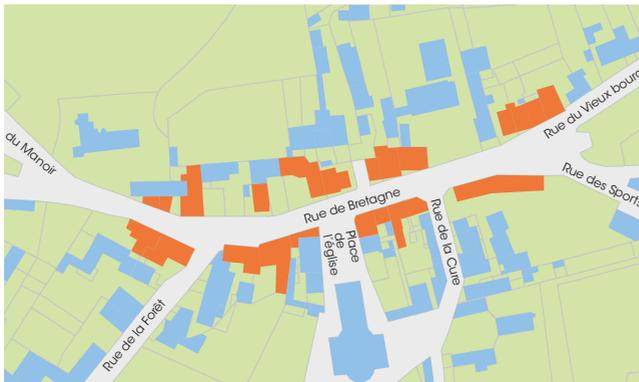 du Manoir
Rue de la Forêt
Rue de Bretagne
Place
de
l'église
Rue de la Cure
Rue du Vieux bourg
Rue des Sports